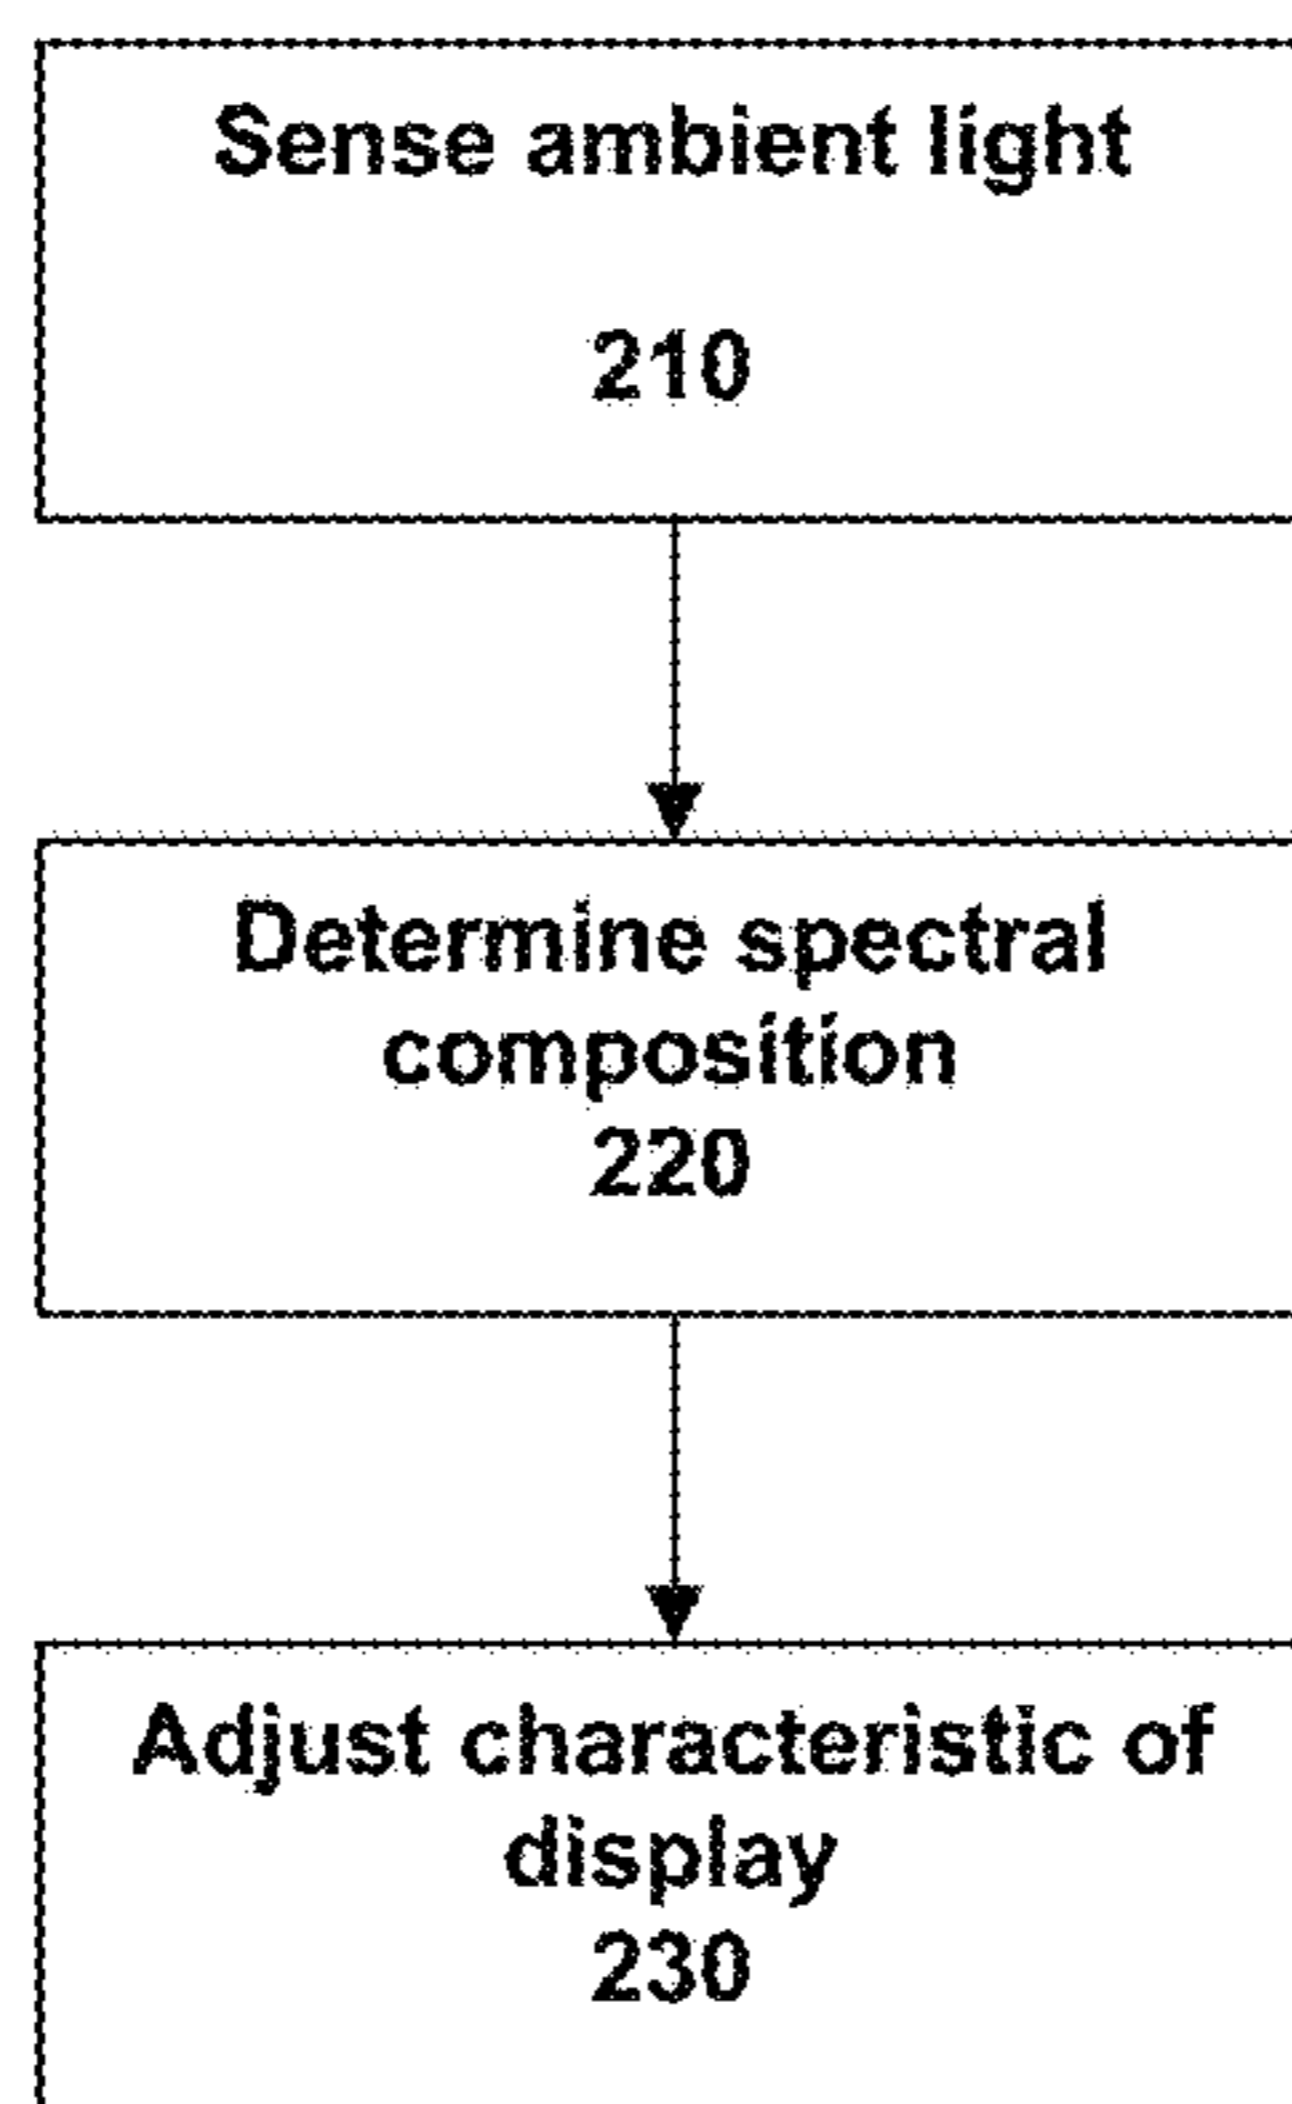 Sense ambient light
210
Determine spectral
composition
220
Adjust characteristic of
display
230